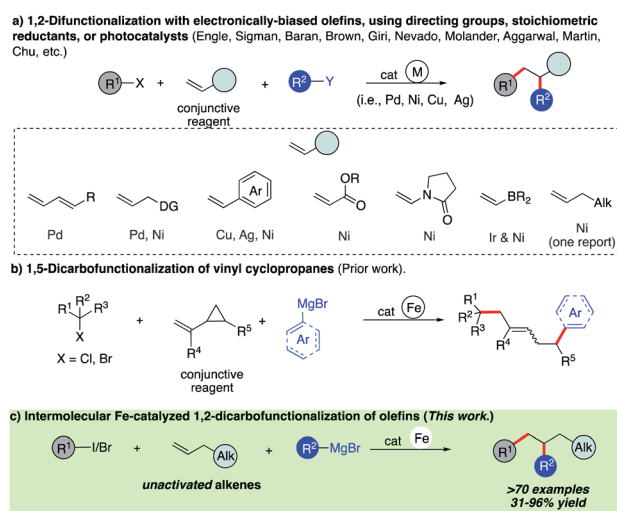 a) 1,2-Difunctionalization with electronically-biased olefins, using directing groups, stoichiometric
reductants, or photocatalysts (Engle, Sigman, Baran, Brown, Giri, Nevado, Molander, Aggarwal, Martin,
Chu, etc.)
R1 X + + R2 Y cat M R1 R2
conjunctive
reagent
(i.e., Pd, Ni, Cu, Ag)
R DG Ar OR O N O BR2 Alk
Pd Pd, Ni Cu, Ag, Ni Ni Ni Ir & Ni Ni
(one report)
b) 1,5-Dicarbofunctionalization of vinyl cyclopropanes (Prior work).
R1 R2 R3 X + R4 R5 + MgBr Ar cat Fe R1 R2 R3 R4 R5 Ar
X = Cl, Br
conjunctive
reagent
c) Intermolecular Fe-catalyzed 1,2-dicarbofunctionalization of olefins (This work.)
R1 I/Br + Alk + R2 MgBr cat Fe R1 R2 Alk
unactivated alkenes
>70 examples
31-96% yield